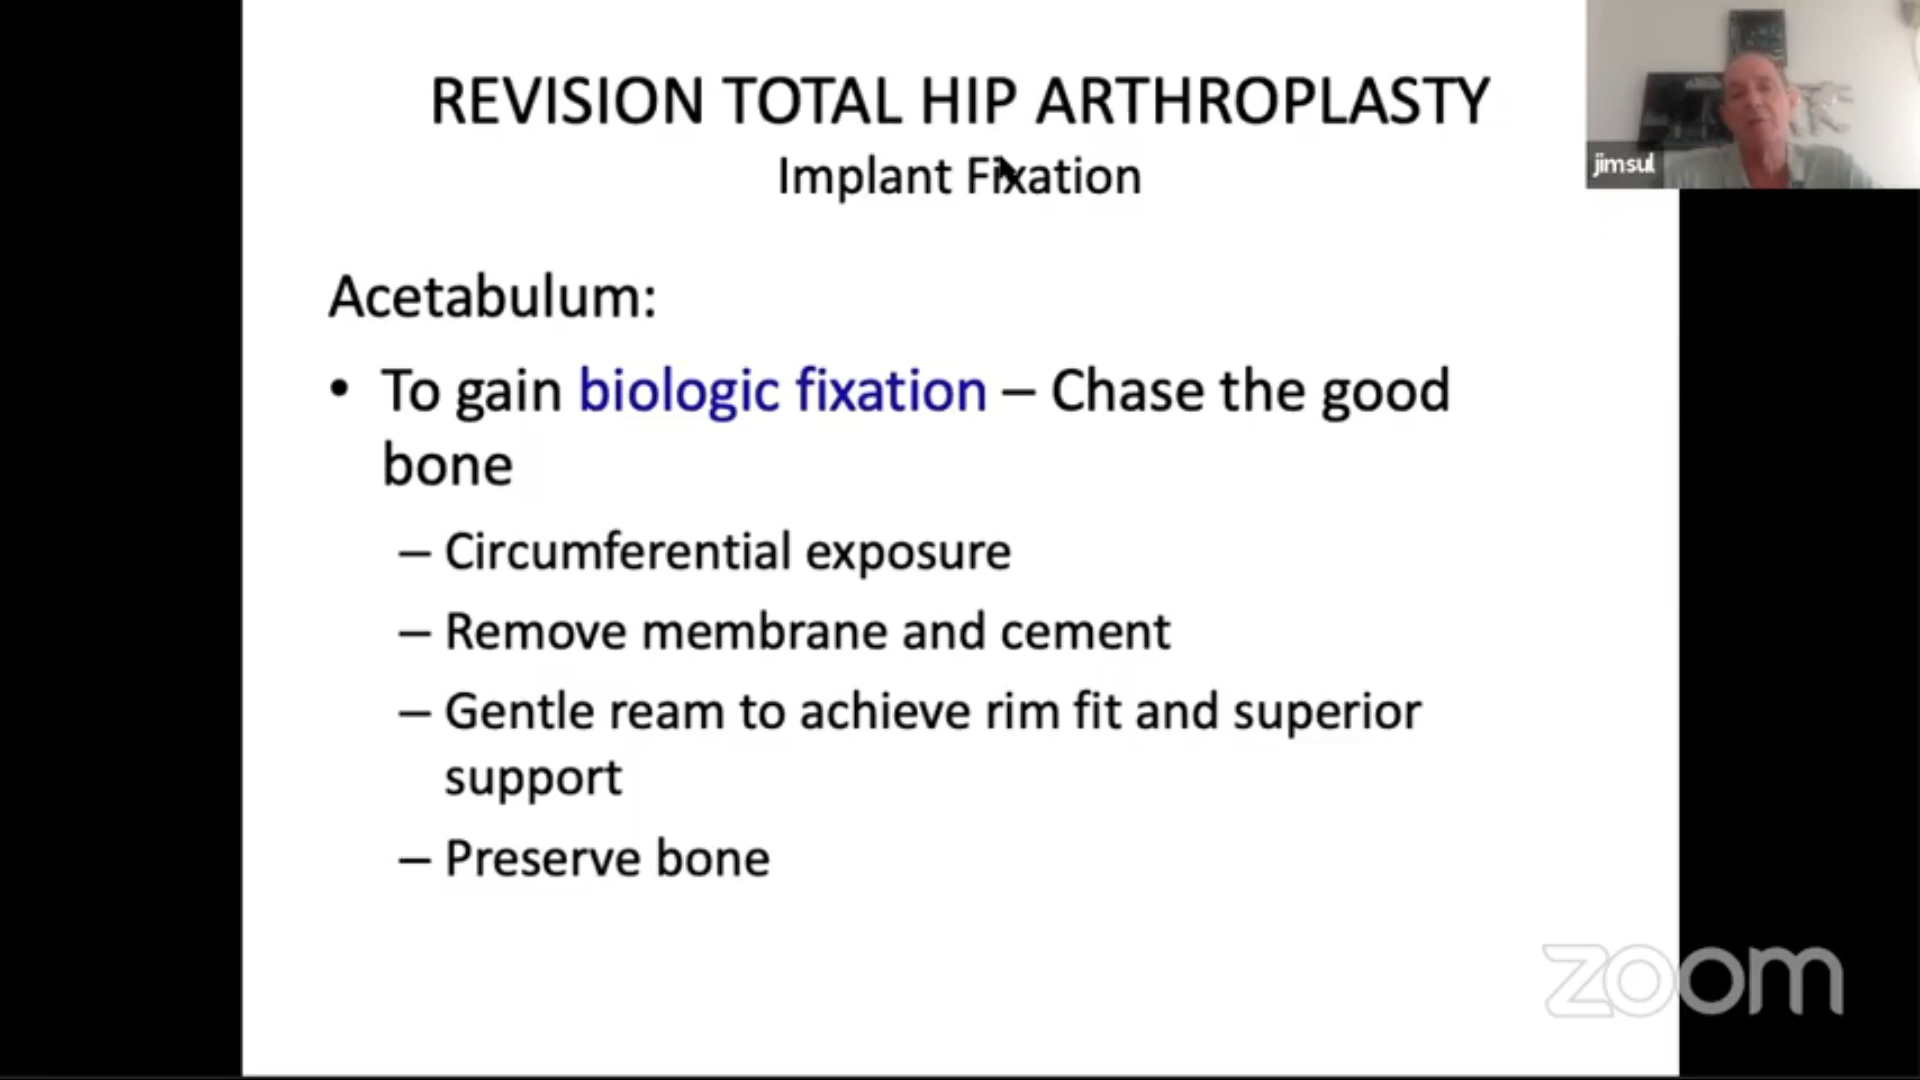 REVISION TOTAL HIP ARTHROPLASTY
Implant Fixation
jimsul
Acetabulum:
• To gain biologic fixation – Chase the good
bone
– Circumferential exposure
– Remove membrane and cement
– Gentle ream to achieve rim fit and superior
support
– Preserve bone
zoom